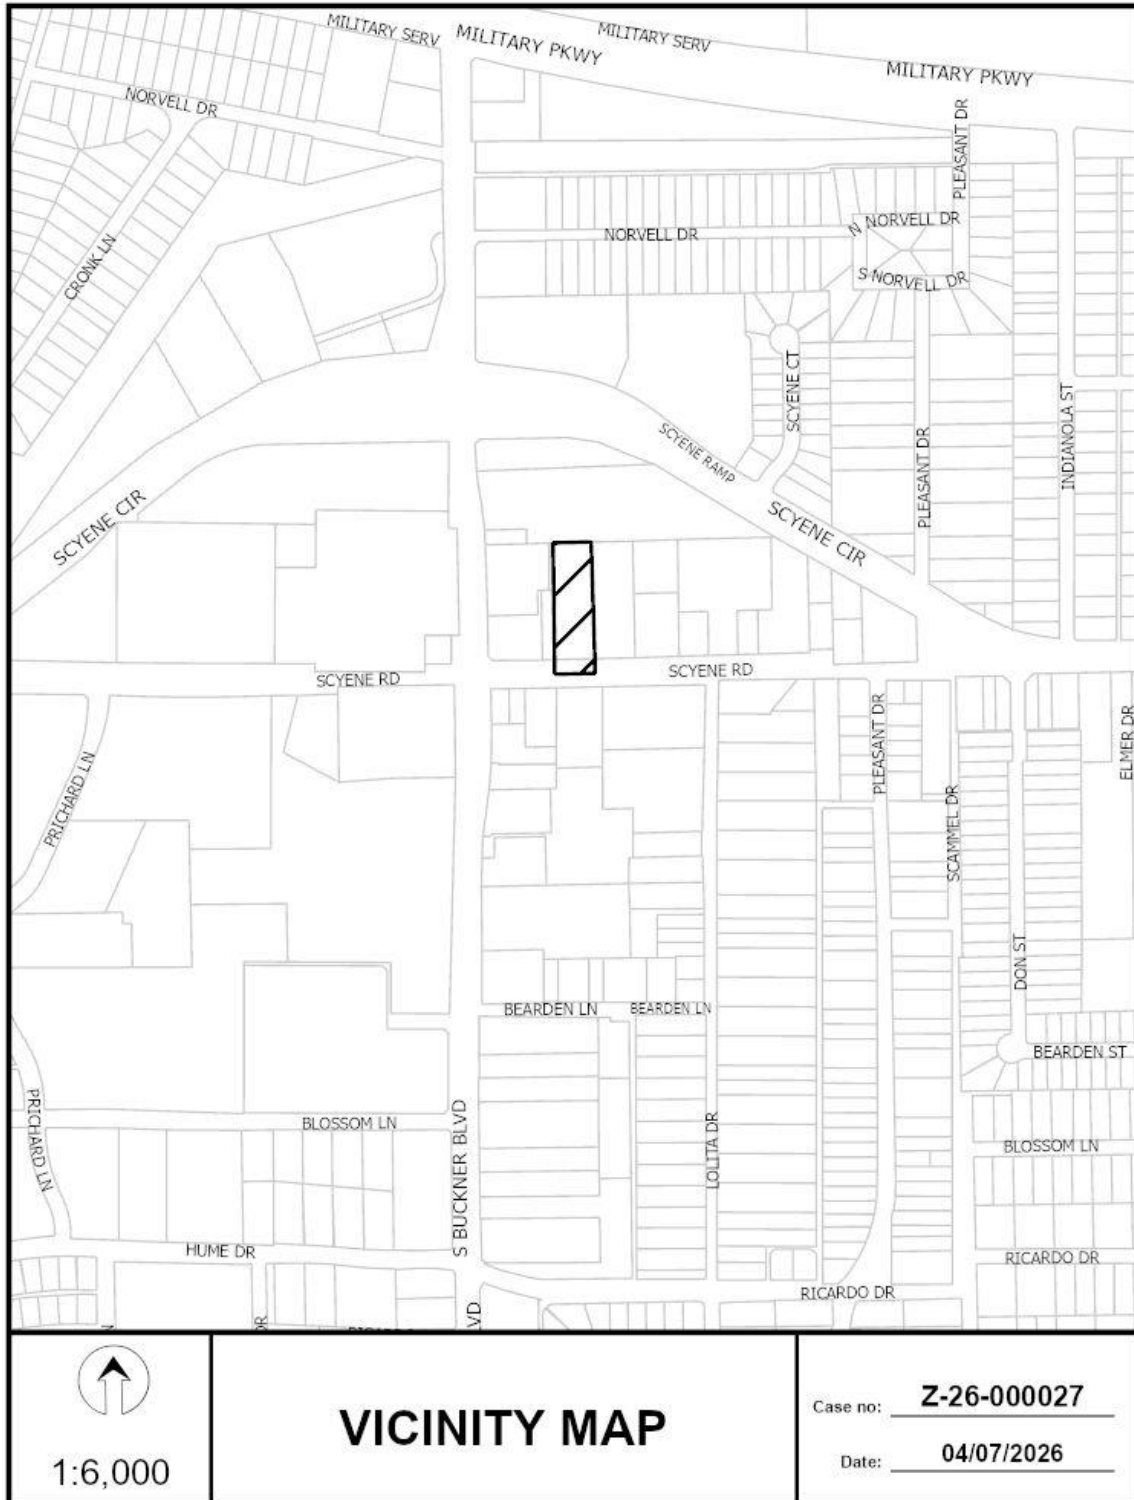 MILITARY SERV
MILITARY PKWY
MILITARY SERV
MILITARY PKWY
NORVELL DR
PLEASANT DR
NORVELL DR
N NORVELL DR
S NORVELL DR
CRONK LN
SCYENE CT
INDIANOLA ST
SCYENE RAMP
PLEASANT DR
SCYENE CIR
SCYENE CIR
SCYENE RD
SCYENE RD
PRICHARD LN
PLEASANT DR
ELMER DR
SCAMMEL DR
DON ST
BEARDEN LN
BEARDEN LN
BEARDEN ST
PRICHARD LN
BLOSSOM LN
S BUCKNER BLVD
LOLITA DR
BLOSSOM LN
HUME DR
RICARDO DR
RICARDO DR
VD
DR
1:6,000
VICINITY MAP
Case no: Z-26-000027
Date: 04/07/2026